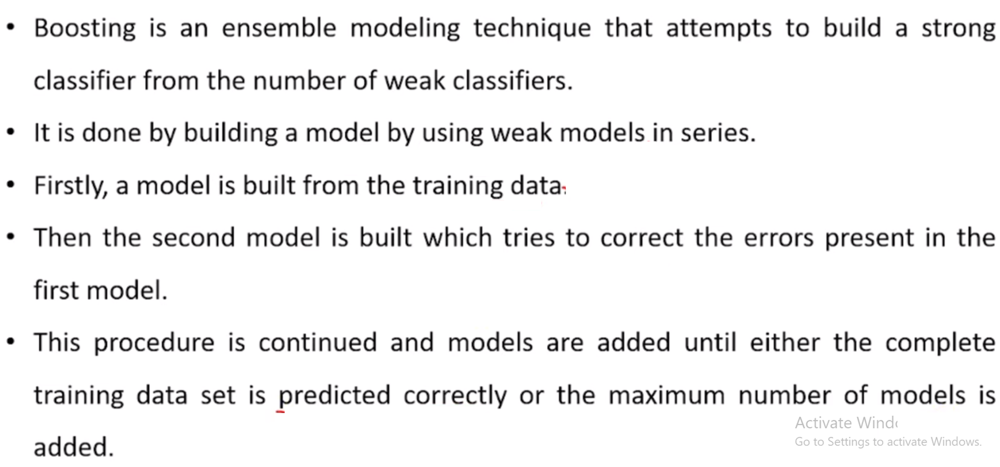 • Boosting is an ensemble modeling technique that attempts to build a strong
classifier from the number of weak classifiers.
• It is done by building a model by using weak models in series.
• Firstly, a model is built from the training data.
• Then the second model is built which tries to correct the errors present in the
first model.
• This procedure is continued and models are added until either the complete
training data set is predicted correctly or the maximum number of models is
added.
Activate Windo
Go to Settings to activate Windows.